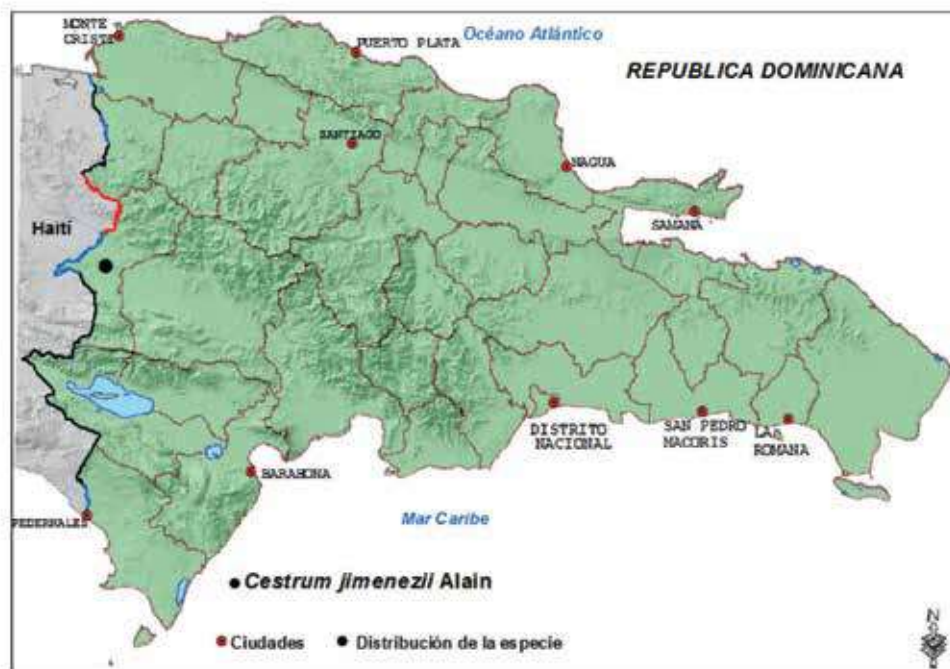 MONTE
CRISTI
PUERTO PLATA
Océano Atlántico
REPUBLICA DOMINICANA
SANTIAGO
NAGUA
SAMANA
Haití
DISTRITO
NACIONAL
SAN PEDRO
MACORIS
LA
ROMANA
BARAHONA
PEDERNALES
Mar Caribe
Cestrum jimenezii Alain
Ciudades
Distribución de la especie
N